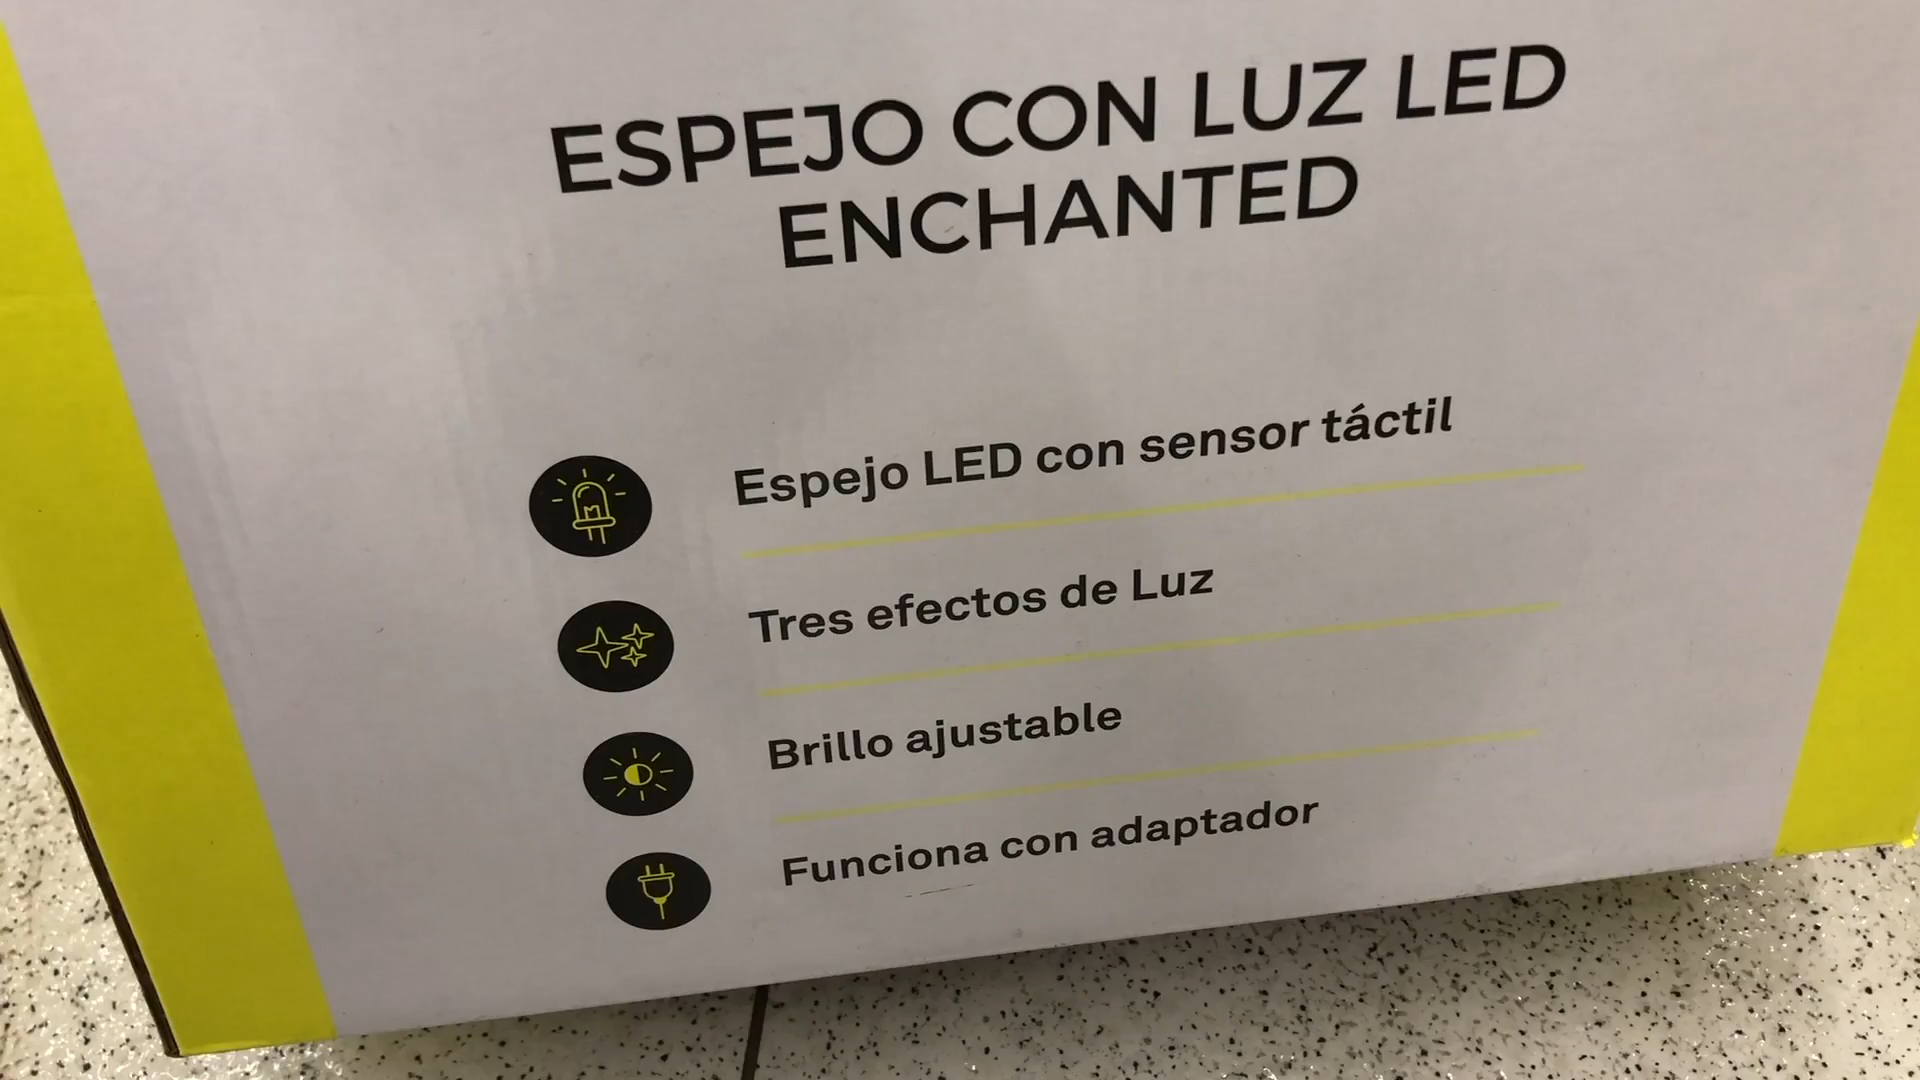 ESPEJO CON LUZ LED
ENCHANTED
Espejo LED con sensor táctil
Tres efectos de Luz
Brillo ajustable
Funciona con adaptador